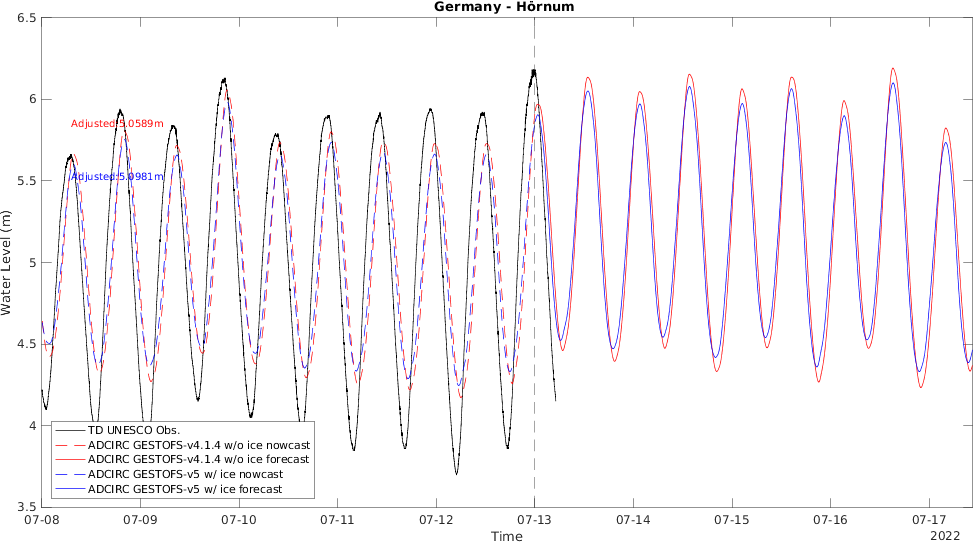 Germany - Hörnum
6.5
6
5.5
5
4.5
4
3.5
Water Level (m)
Adjusted:5.0589m
Adjusted:5.0981m
TD UNESCO Obs.
ADCIRC GESTOFS-v4.1.4 w/o ice nowcast
ADCIRC GESTOFS-v4.1.4 w/o ice forecast
ADCIRC GESTOFS-v5 w/ ice nowcast
ADCIRC GESTOFS-v5 w/ ice forecast
07-08 07-09 07-10 07-11 07-12 07-13 07-14 07-15 07-16 07-17
Time
2022